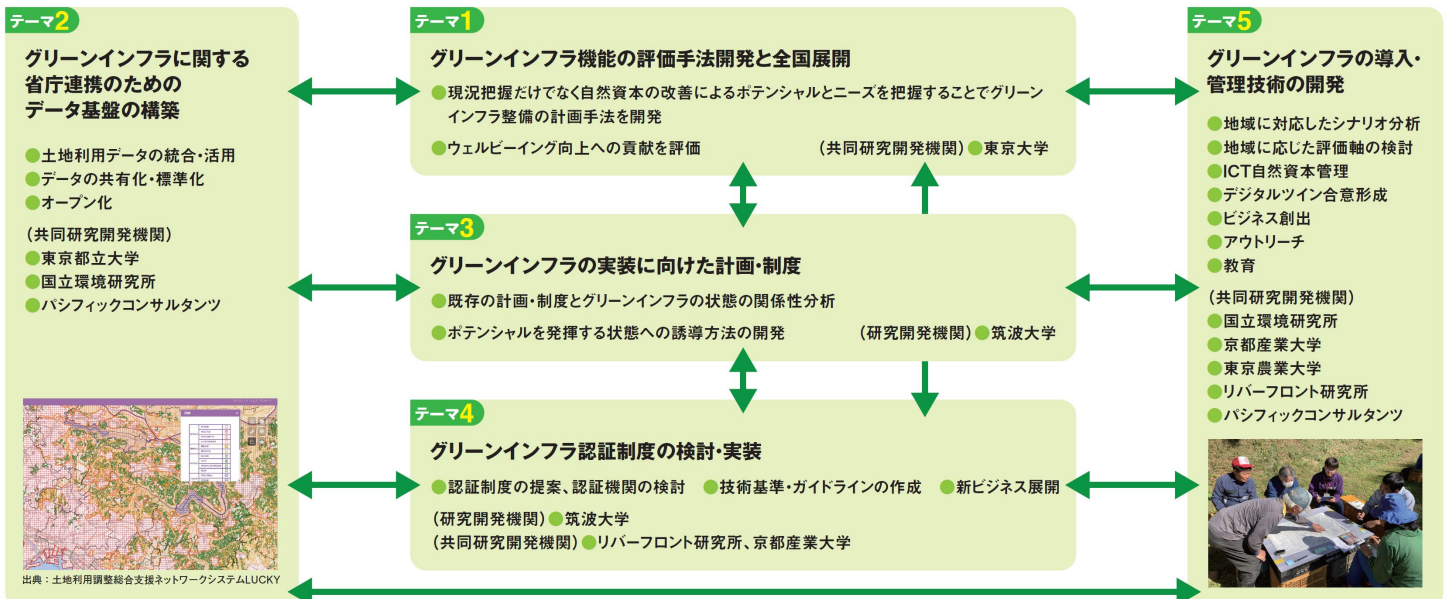 テーマ2
グリーンインフラに関する
省庁連携のための
データ基盤の構築
●土地利用データの統合・活用
●データの共有化・標準化
●オープン化
(共同研究開発機関)
●東京都立大学
●国立環境研究所
●パシフィックコンサルタンツ
出典：土地利用調整総合支援ネットワークシステムLUCKY
テーマ1
グリーンインフラ機能の評価手法開発と全国展開
●現況把握だけでなく自然資本の改善によるポテンシャルとニーズを把握することでグリーン
インフラ整備の計画手法を開発
●ウェルビーイング向上への貢献を評価 (共同研究開発機関)●東京大学
テーマ3
グリーンインフラの実装に向けた計画・制度
●既存の計画・制度とグリーンインフラの状態の関係性分析
●ポテンシャルを発揮する状態への誘導方法の開発 (研究開発機関)●筑波大学
テーマ4
グリーンインフラ認証制度の検討・実装
●認証制度の提案、認証機関の検討 ●技術基準・ガイドラインの作成 ●新ビジネス展開
(研究開発機関)●筑波大学
(共同研究開発機関)●リバーフロント研究所、京都産業大学
テーマ5
グリーンインフラの導入・
管理技術の開発
●地域に対応したシナリオ分析
●地域に応じた評価軸の検討
●ICT自然資本管理
●デジタルツイン合意形成
●ビジネス創出
●アウトリーチ
●教育
(共同研究開発機関)
●国立環境研究所
●京都産業大学
●東京農業大学
●リバーフロント研究所
●パシフィックコンサルタンツ